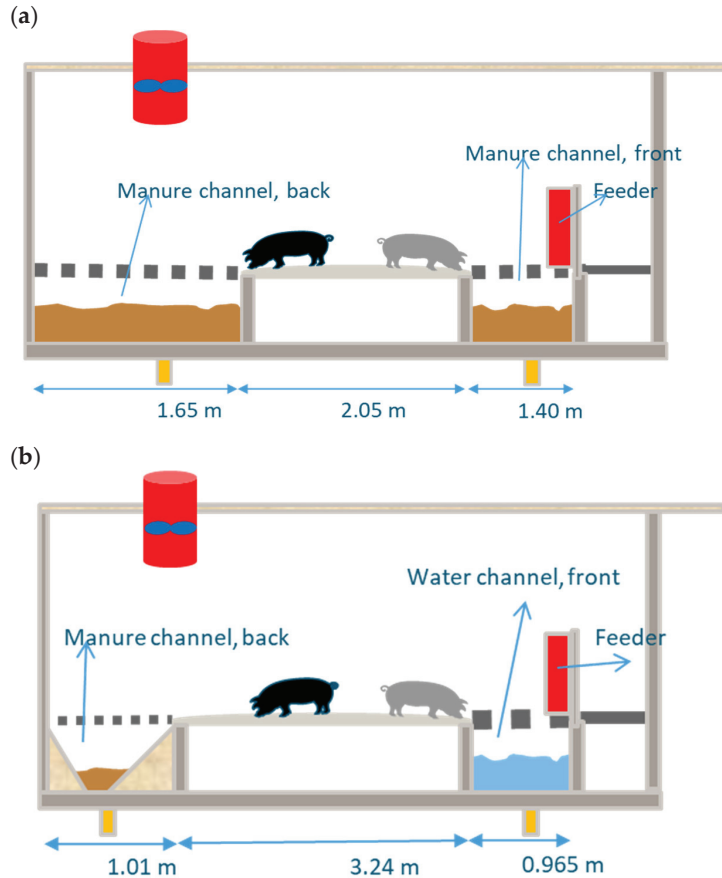 (a)
Manure channel, front
Manure channel, back
Feeder
1.65 m
2.05 m
1.40 m
(b)
Water channel, front
Manure channel, back
Feeder
1.01 m
3.24 m
0.965 m